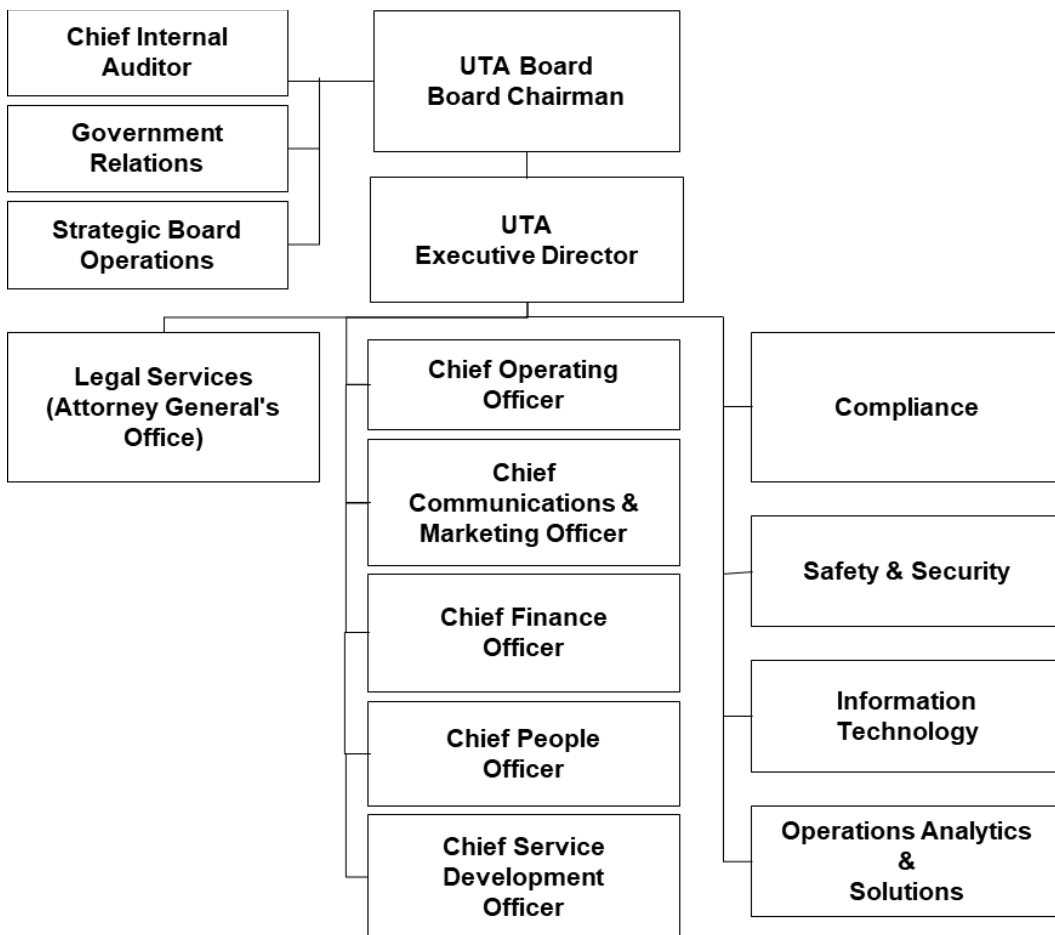 Chief Internal
Auditor
UTA Board
Board Chairman
Government
Relations
Strategic Board
Operations
UTA
Executive Director
Legal Services
(Attorney General's
Office)
Chief Operating
Officer
Chief
Communications &
Marketing Officer
Chief Finance
Officer
Chief People
Officer
Chief Service
Development
Officer
Compliance
Safety & Security
Information
Technology
Operations Analytics
&
Solutions